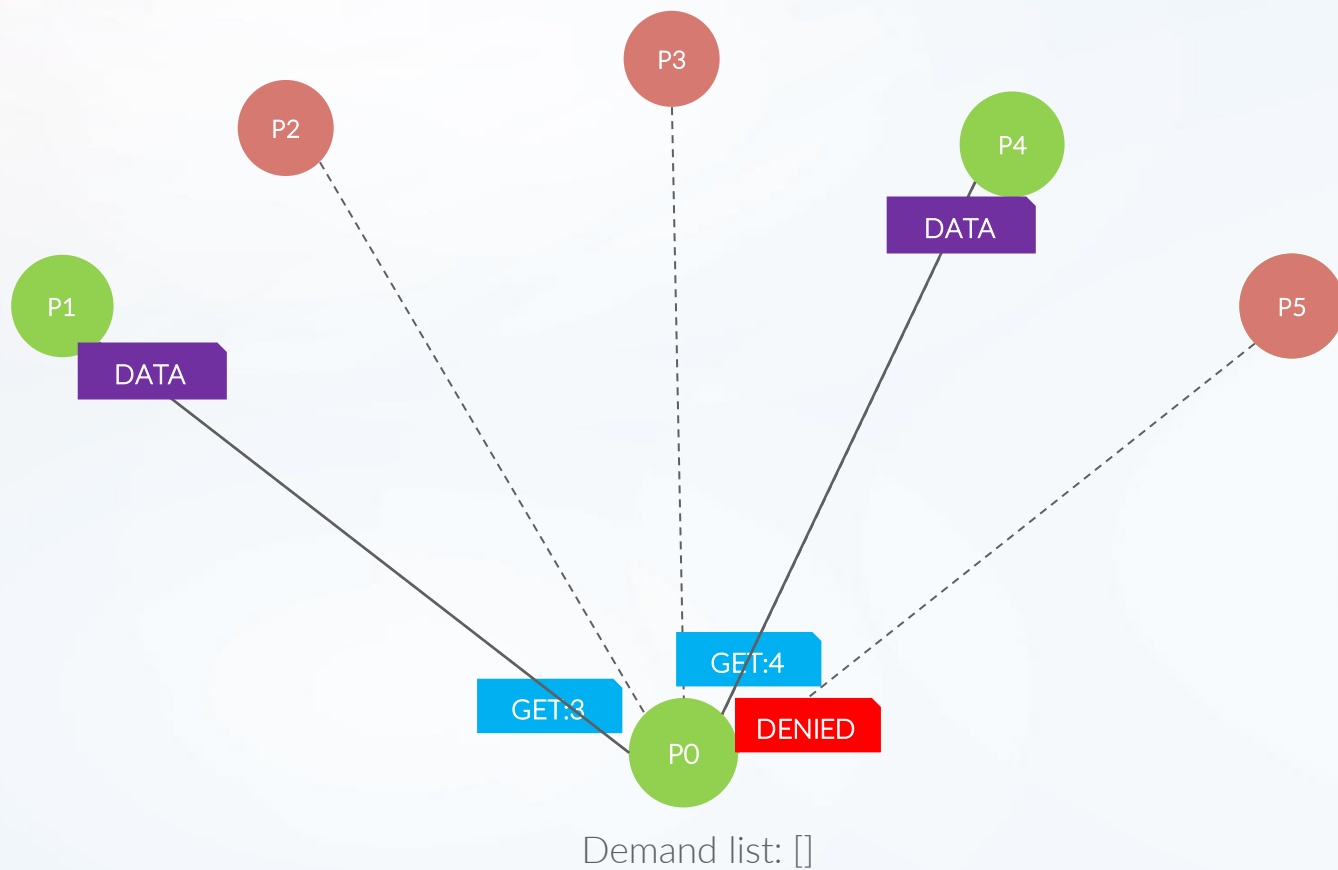 P3
P2
P4
DATA
P1
P5
DATA
GET:4
GET:3
DENIED
P0
Demand list: []